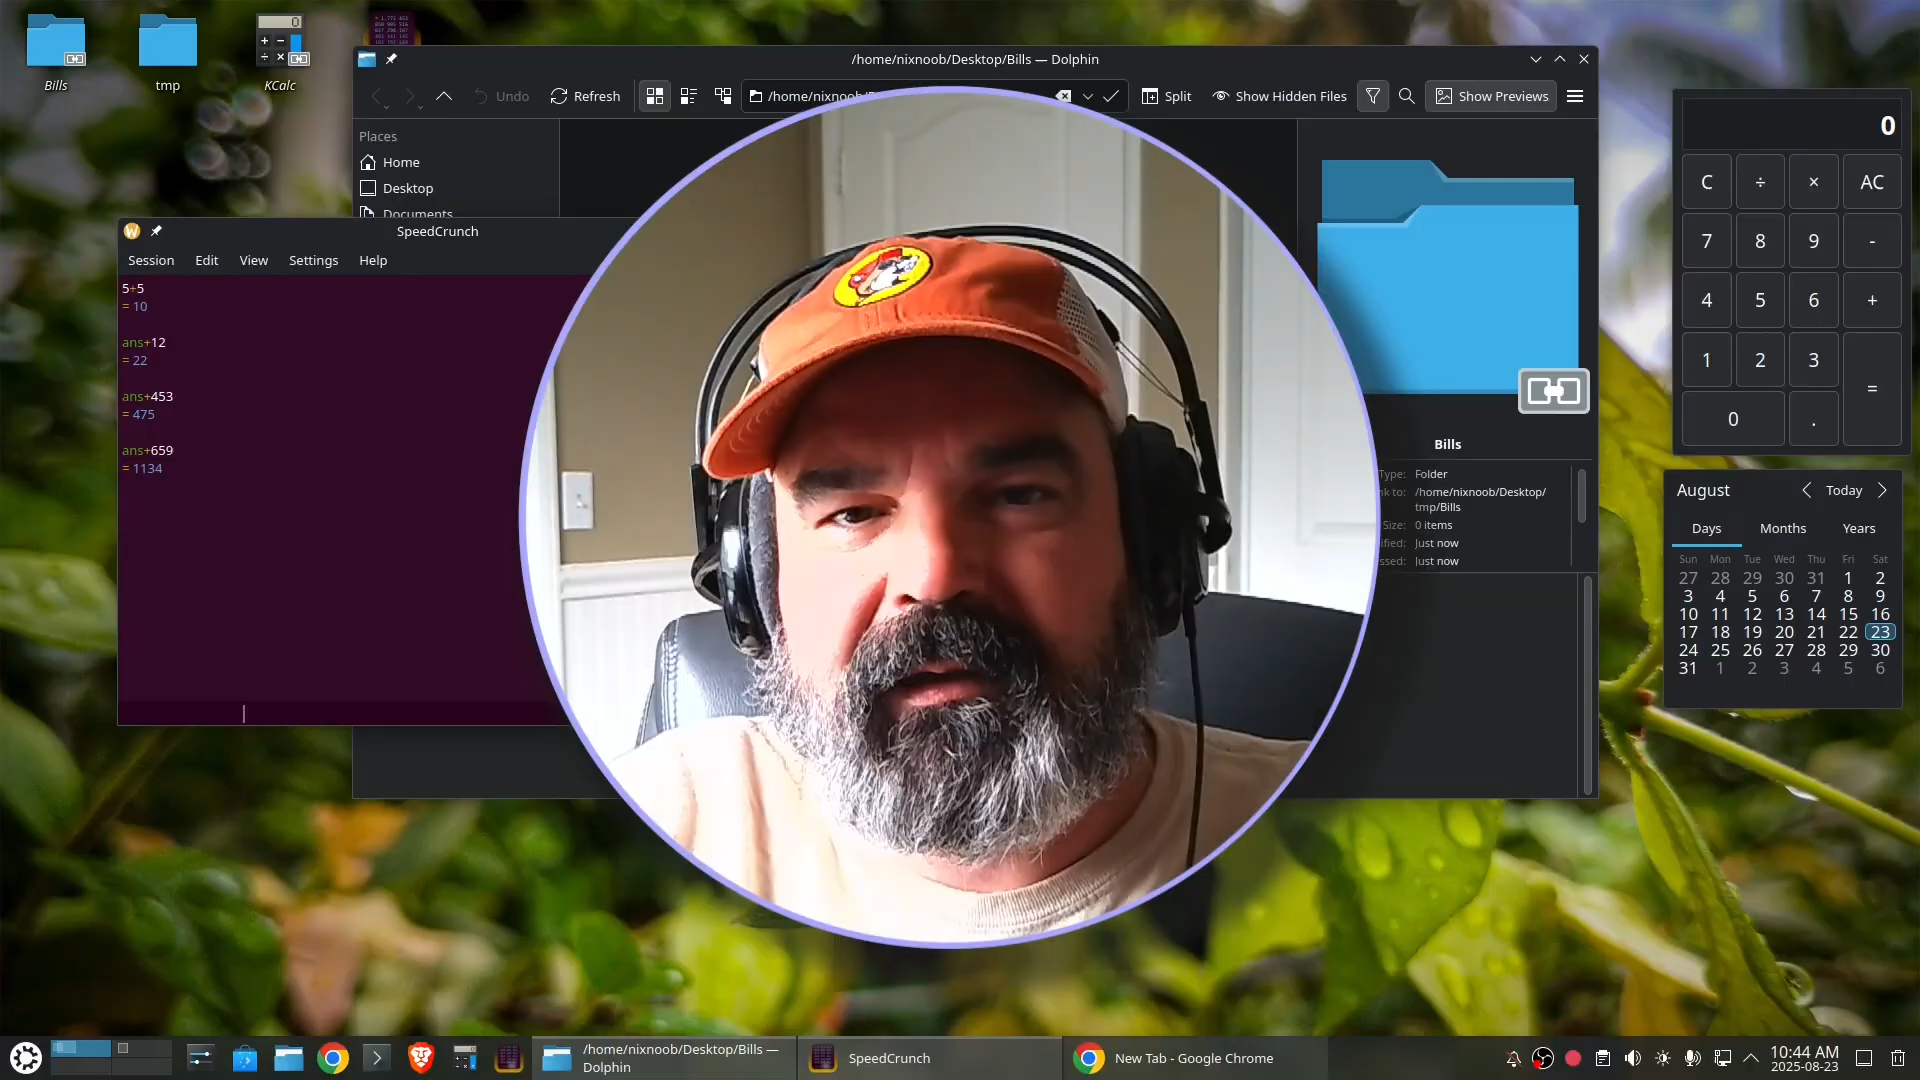 Bills
tmp
KCalc
/home/nixnoob/Desktop/Bills — Dolphin
Undo
Refresh
/home/nixnoob/
Split
Show Hidden Files
Show Previews
Places
Home
Desktop
Documents
SpeedCrunch
Session
Edit
View
Settings
Help
5+5
= 10
ans+12
= 22
ans+453
= 475
ans+659
= 1134
Bills
Type: Folder
/home/nixnoob/Desktop/
tmp/Bills
Size: 0 items
Just now
Just now
0
C ÷ × AC
7 8 9 -
4 5 6 +
1 2 3 =
0 .
August
Today
Days Months Years
Sun Mon Tue Wed Thu Fri Sat
27 28 29 30 31 1 2
3 4 5 6 7 8 9
10 11 12 13 14 15 16
17 18 19 20 21 22 23
24 25 26 27 28 29 30
31 1 2 3 4 5 6
/home/nixnoob/Desktop/Bills —
Dolphin
SpeedCrunch
New Tab - Google Chrome
10:44 AM
2025-08-23